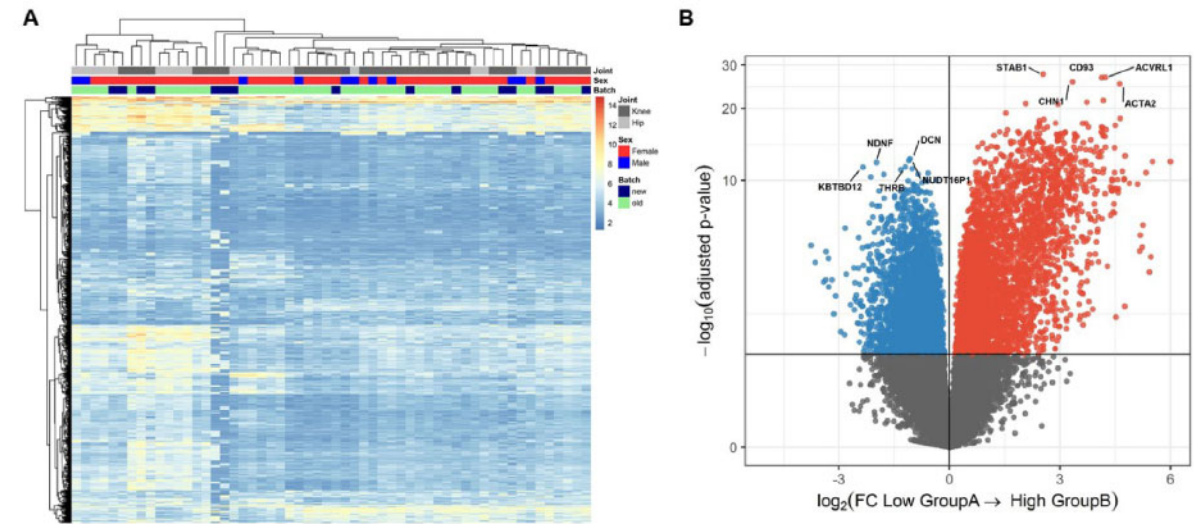 A
Joint
Sex
Batch
Joint
Knee
Hip
Sex
Female
Male
Batch
new
old
14
12
10
8
6
4
2
B
30
20
10
0
−log₁₀(adjusted p-value)
STAB1
CD93
ACVRL1
CHN1
ACTA2
NDNF
DCN
KBTBD12
THRB
NUDT16P1
-3
0
3
6
log₂(FC Low GroupA → High GroupB)